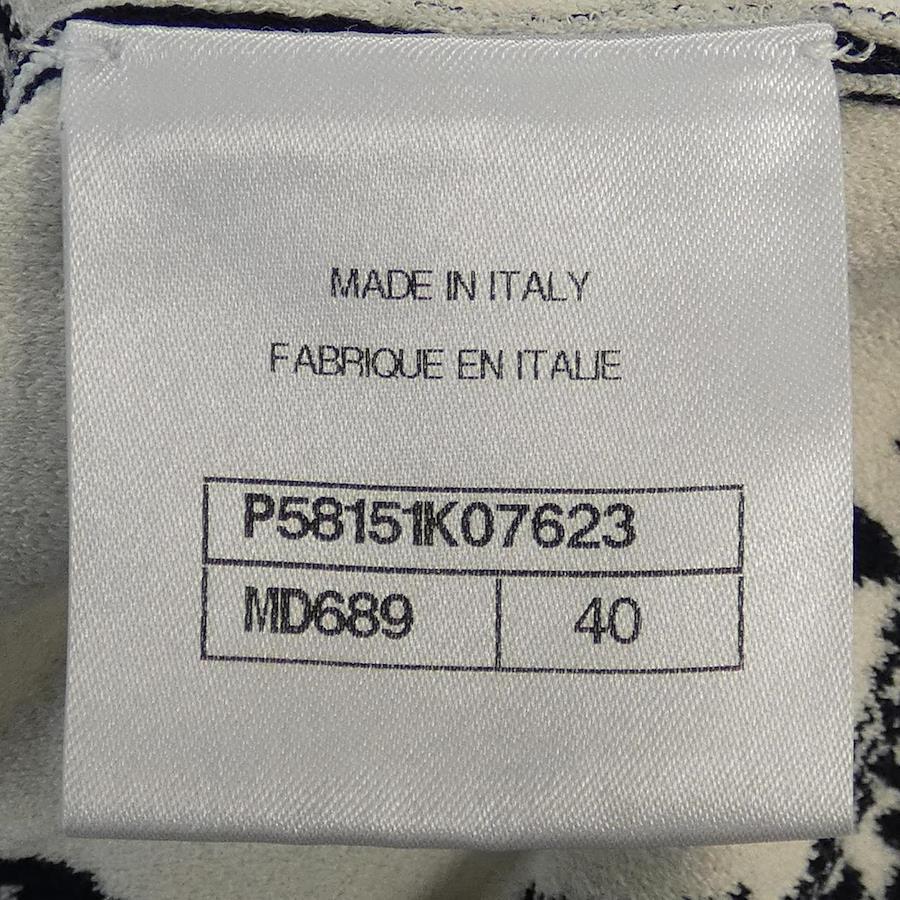 MADE IN ITALY
FABRIQUE EN ITALIE
P58151K07623
MD689 40